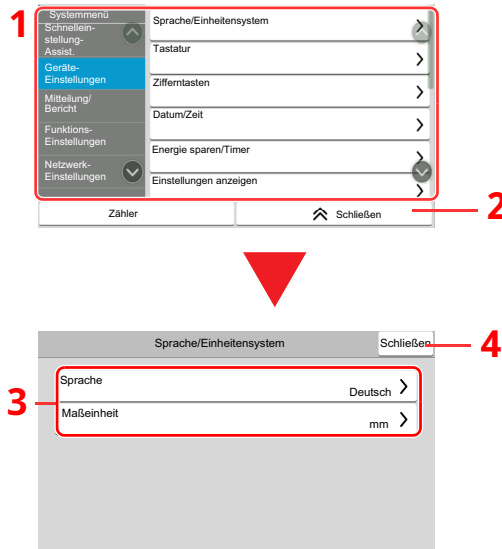 1
Systemmenü
Schnellein-
stellung-
Assist.
Geräte-
Einstellungen
Mitteilung/
Bericht
Funktions-
Einstellungen
Netzwerk-
Einstellungen
Sprache/Einheitensystem
Tastatur
Zifferntasten
Datum/Zeit
Energie sparen/Timer
Einstellungen anzeigen
Zähler
Schließen
2
Sprache/Einheitensystem
Schließen
4
3
Sprache
Deutsch
Maßeinheit
mm